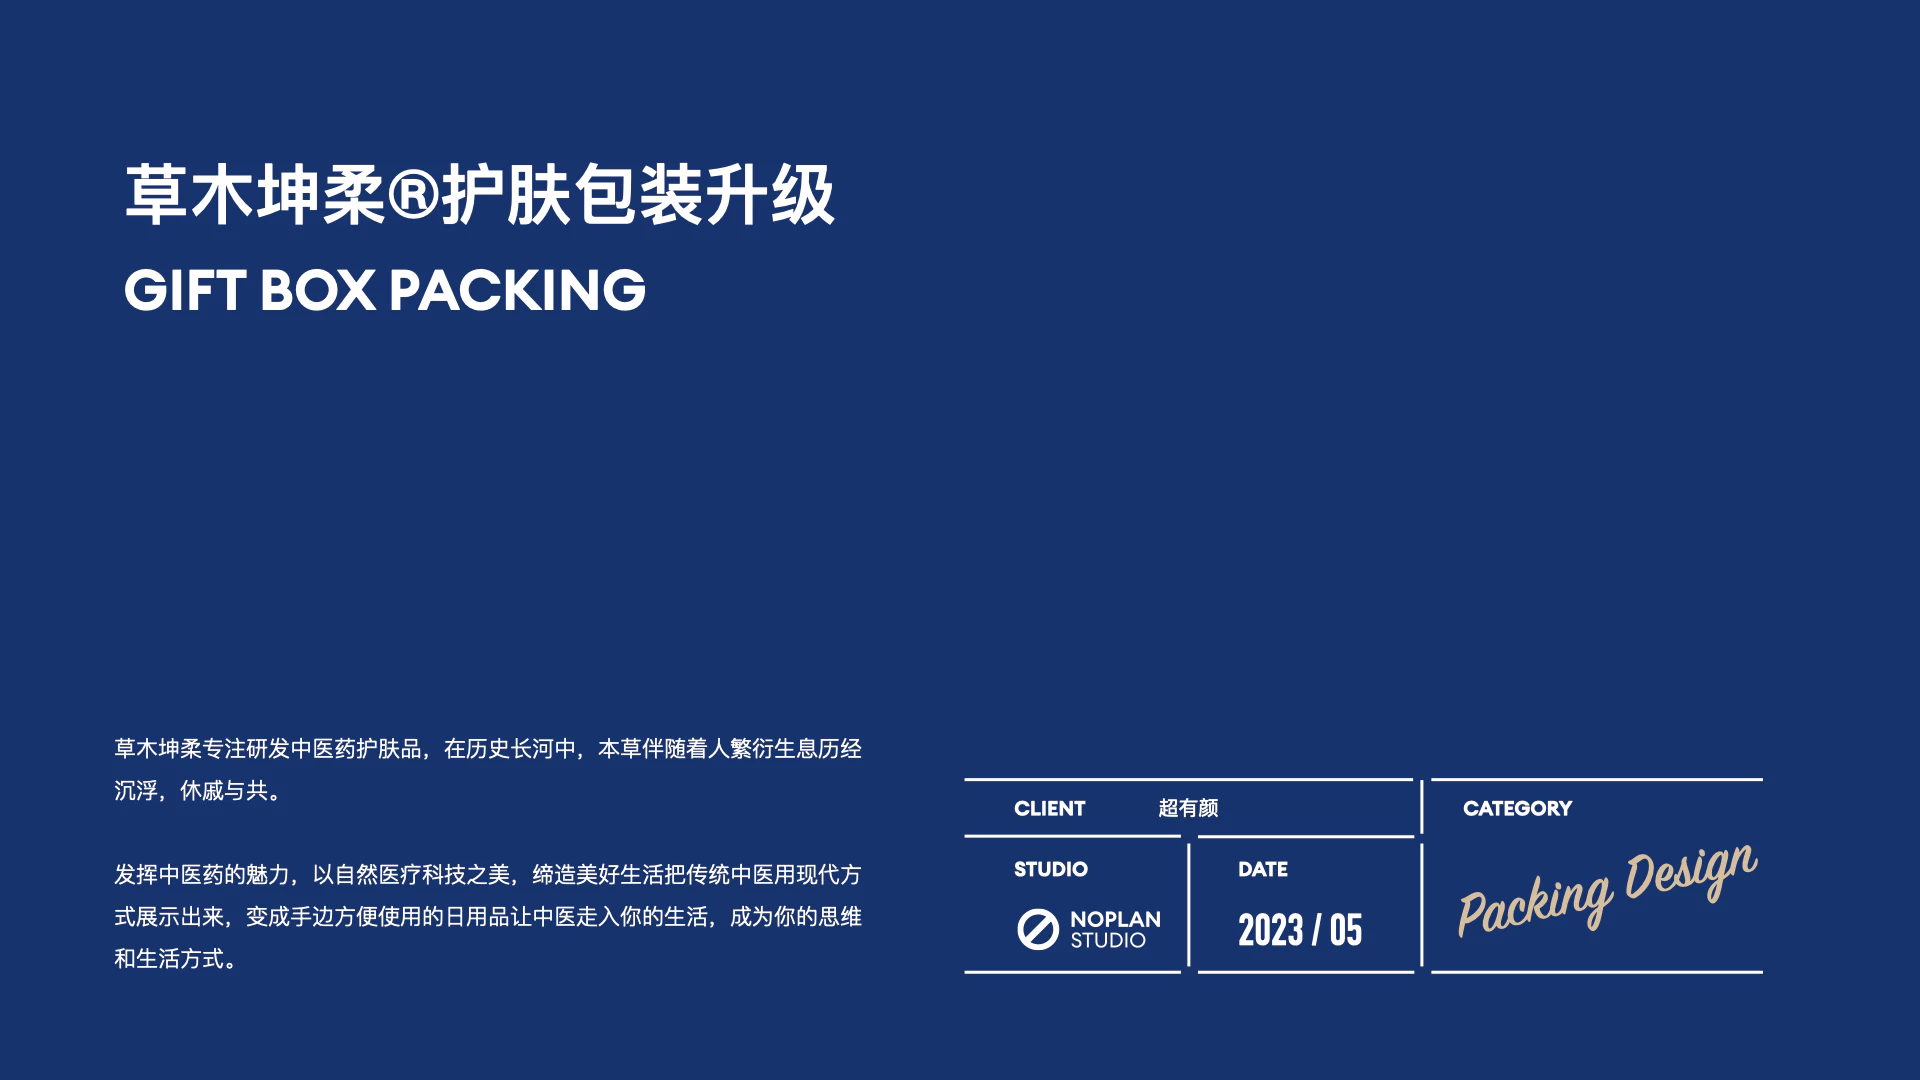 草木坤柔®护肤包装升级
GIFT BOX PACKING
草木坤柔专注研发中医药护肤品，在历史长河中，本草伴随着人繁衍生息历经
沉浮，休戚与共。
发挥中医药的魅力，以自然医疗科技之美，缔造美好生活把传统中医用现代方
式展示出来，变成手边方便使用的日用品让中医走入你的生活，成为你的思维
和生活方式。
CLIENT 超有颜
STUDIO
NOPLAN
STUDIO
DATE
2023 / 05
CATEGORY
Packing Design